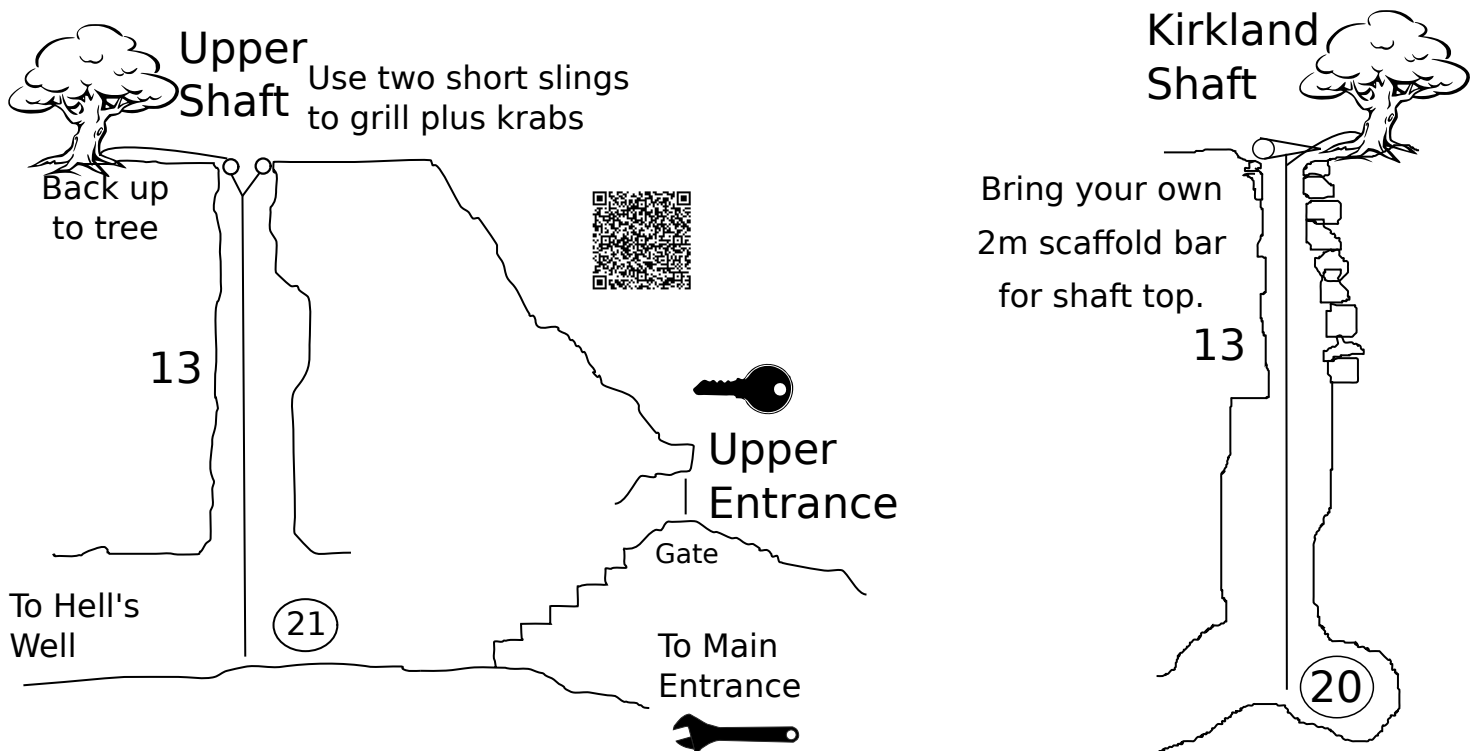 Upper
Shaft
Use two short slings
to grill plus krabs
Back up
to tree
13
To Hell's
Well
21
Upper
Entrance
Gate
To Main
Entrance
Kirkland
Shaft
Bring your own
2m scaffold bar
for shaft top.
13
20